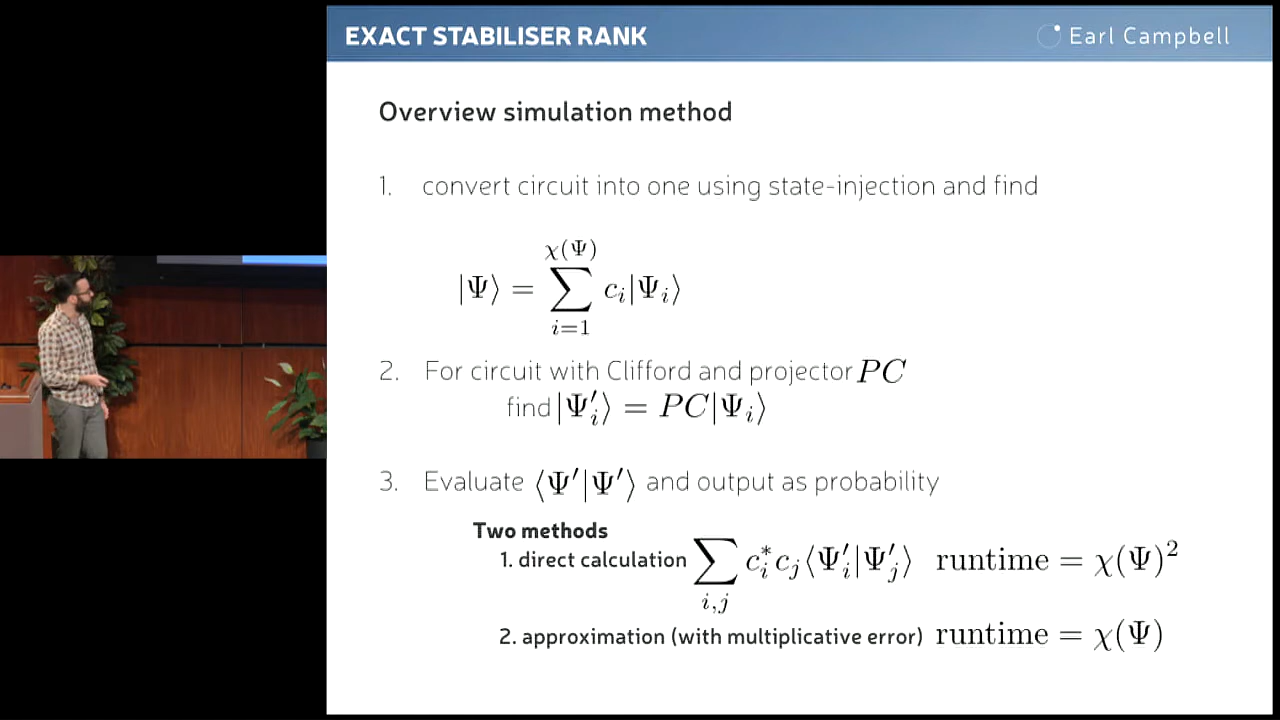 EXACT STABILISER RANK
Earl Campbell
Overview simulation method
1. convert circuit into one using state-injection and find
|Ψ⟩ = ∑_{i=1}^{χ(Ψ)} c_i|Ψ_i⟩
2. For circuit with Clifford and projector PC
find |Ψ′_i⟩ = PC|Ψ_i⟩
3. Evaluate ⟨Ψ′|Ψ′⟩ and output as probability
Two methods
1. direct calculation ∑_{i,j} c_i^* c_j⟨Ψ′_i|Ψ′_j⟩ runtime = χ(Ψ)²
2. approximation (with multiplicative error) runtime = χ(Ψ)